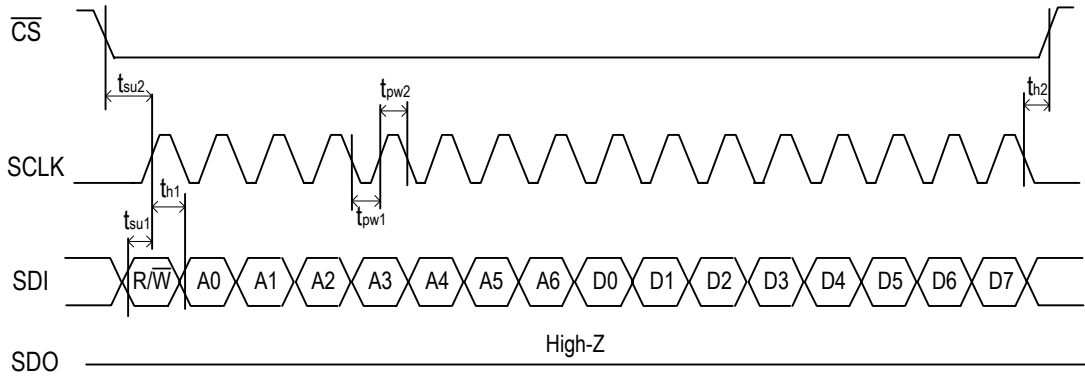 CS
tsu2
tpw2
th2
SCLK
th1
tpw1
tsu1
SDI
R/W A0 A1 A2 A3 A4 A5 A6 D0 D1 D2 D3 D4 D5 D6 D7
High-Z
SDO